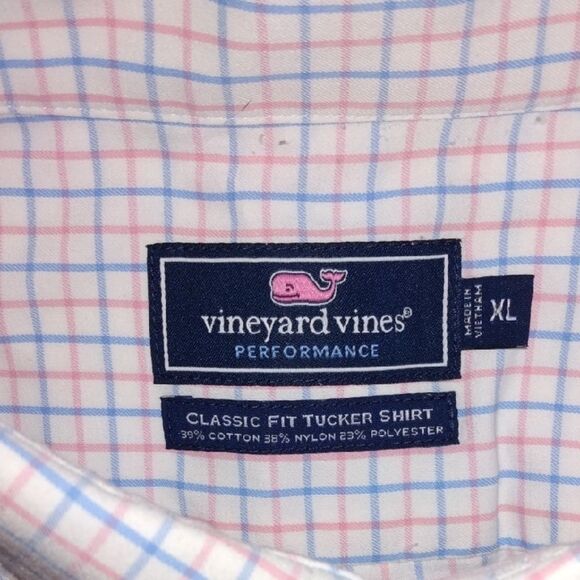 vineyard vines®
PERFORMANCE
MADE IN
VIETNAM
XL
CLASSIC FIT TUCKER SHIRT
39% COTTON 38% NYLON 23% POLYESTER